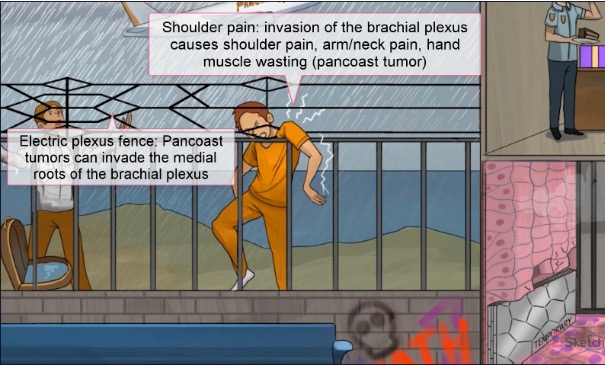 Shoulder pain: invasion of the brachial plexus
causes shoulder pain, arm/neck pain, hand
muscle wasting (pancoast tumor)
Electric plexus fence: Pancoast
tumors can invade the medial
roots of the brachial plexus
TEMPORARY
Sketch